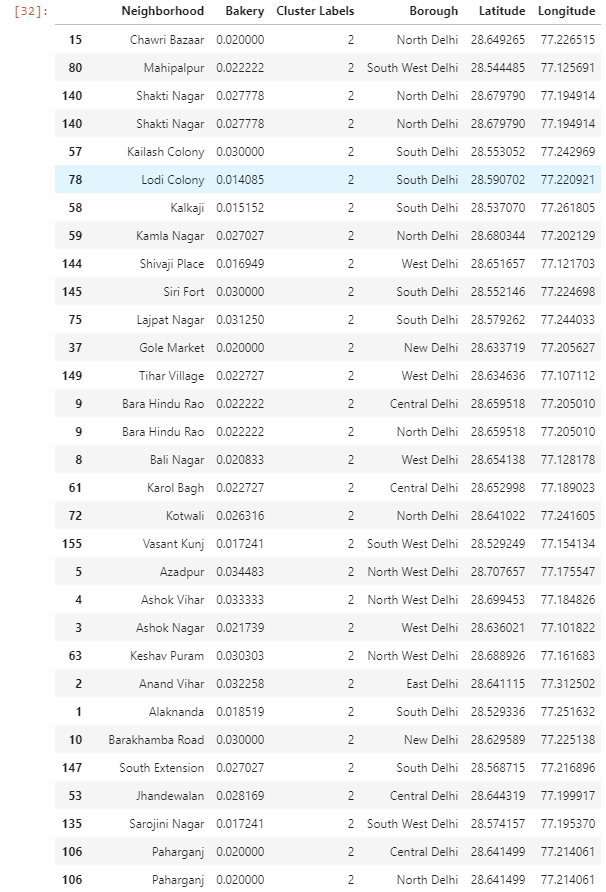 [32]: Neighborhood Bakery Cluster Labels Borough Latitude Longitude
15 Chawri Bazaar 0.020000 2 North Delhi 28.649265 77.226515
80 Mahipalpur 0.022222 2 South West Delhi 28.544485 77.125691
140 Shakti Nagar 0.027778 2 North Delhi 28.679790 77.194914
140 Shakti Nagar 0.027778 2 North Delhi 28.679790 77.194914
57 Kailash Colony 0.030000 2 South Delhi 28.553052 77.242969
78 Lodi Colony 0.014085 2 South Delhi 28.590702 77.220921
58 Kalkaji 0.015152 2 South Delhi 28.537070 77.261805
59 Kamla Nagar 0.027027 2 North Delhi 28.680344 77.202129
144 Shivaji Place 0.016949 2 West Delhi 28.651657 77.121703
145 Siri Fort 0.030000 2 South Delhi 28.552146 77.224698
75 Lajpat Nagar 0.031250 2 South Delhi 28.579262 77.244033
37 Gole Market 0.020000 2 New Delhi 28.633719 77.205627
149 Tihar Village 0.022727 2 West Delhi 28.634636 77.107112
9 Bara Hindu Rao 0.022222 2 Central Delhi 28.659518 77.205010
9 Bara Hindu Rao 0.022222 2 North Delhi 28.659518 77.205010
8 Bali Nagar 0.020833 2 West Delhi 28.654138 77.128178
61 Karol Bagh 0.022727 2 Central Delhi 28.652998 77.189023
72 Kotwali 0.026316 2 North Delhi 28.641022 77.241605
155 Vasant Kunj 0.017241 2 South West Delhi 28.529249 77.154134
5 Azadpur 0.034483 2 North West Delhi 28.707657 77.175547
4 Ashok Vihar 0.033333 2 North West Delhi 28.699453 77.184826
3 Ashok Nagar 0.021739 2 West Delhi 28.636021 77.101822
63 Keshav Puram 0.030303 2 North West Delhi 28.688926 77.161683
2 Anand Vihar 0.032258 2 East Delhi 28.641115 77.312502
1 Alaknanda 0.018519 2 South Delhi 28.529336 77.251632
10 Barakhamba Road 0.030000 2 New Delhi 28.629589 77.225138
147 South Extension 0.027027 2 South Delhi 28.568715 77.216896
53 Jhandewalan 0.028169 2 Central Delhi 28.644319 77.199917
135 Sarojini Nagar 0.017241 2 South West Delhi 28.574157 77.195370
106 Paharganj 0.020000 2 Central Delhi 28.641499 77.214061
106 Paharganj 0.020000 2 North Delhi 28.641499 77.214061